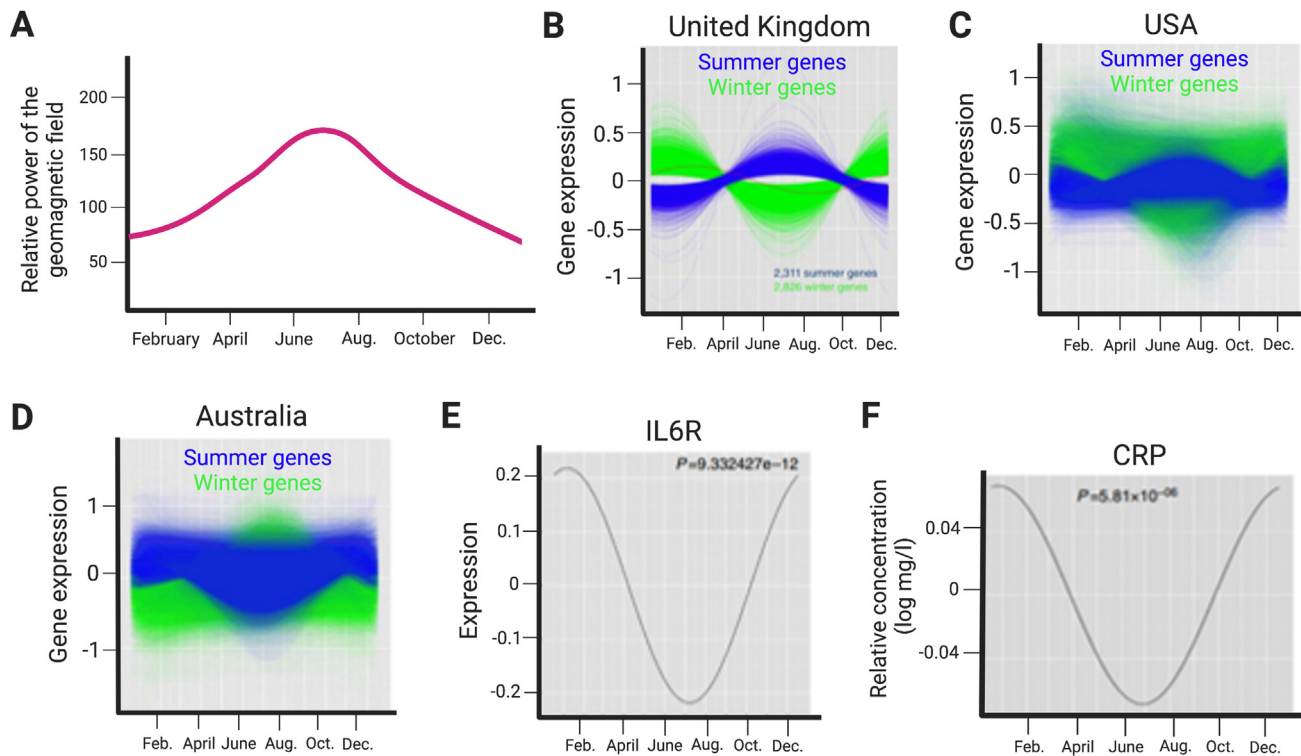 A
Relative power of the
geomagnetic field
200
150
100
50
February April June Aug. October Dec.
B
United Kingdom
Summer genes
Winter genes
Gene expression
1
0.5
0
-0.5
-1
2,311 summer genes
2,826 winter genes
Feb. April June Aug. Oct. Dec.
C
USA
Summer genes
Winter genes
Gene expression
1
0.5
0
-0.5
-1
Feb. April June Aug. Oct. Dec.
D
Australia
Summer genes
Winter genes
Gene expression
1
0
-1
Feb. April June Aug. Oct. Dec.
E
IL6R
P=9.332427e−12
Expression
0.2
0.1
0
-0.1
-0.2
Feb. April June Aug. Oct. Dec.
F
CRP
P=5.81×10⁻⁰⁶
Relative concentration
(log mg/l)
0.04
0
-0.04
Feb. April June Aug. Oct. Dec.